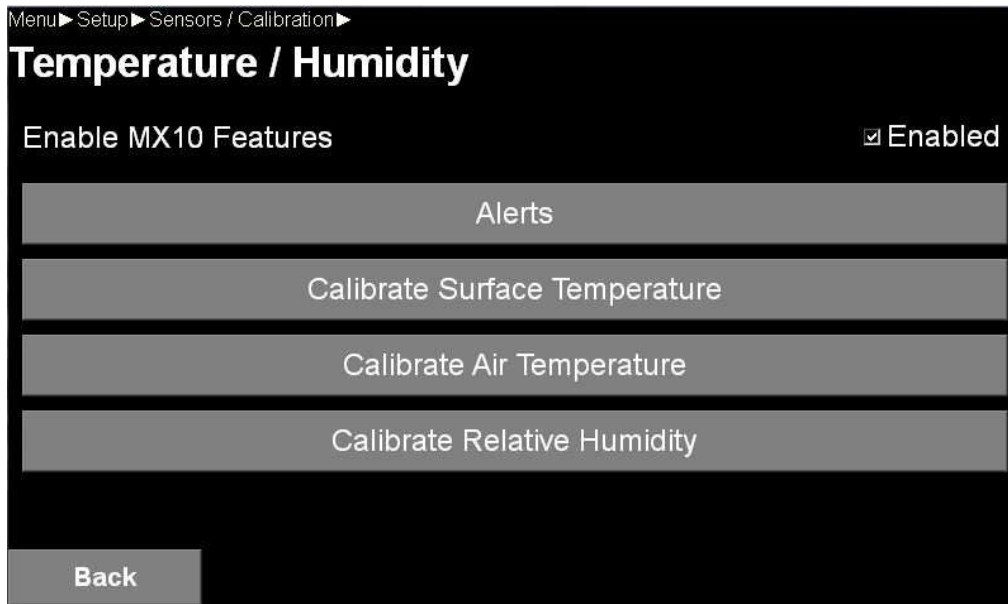 Menu►Setup►Sensors / Calibration►
Temperature / Humidity
Enable MX10 Features Enabled
Alerts
Calibrate Surface Temperature
Calibrate Air Temperature
Calibrate Relative Humidity
Back